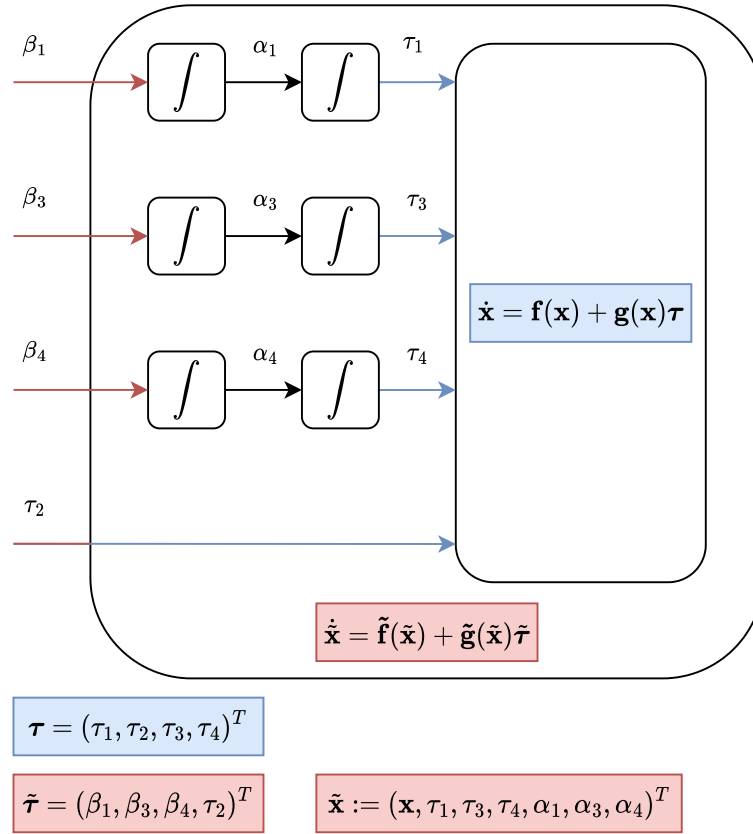 β₁ ∫ α₁ ∫ τ₁
β₃ ∫ α₃ ∫ τ₃
ẋ = f(x) + g(x)τ
β₄ ∫ α₄ ∫ τ₄
τ₂
x̃̇ = f̃(x̃) + g̃(x̃)τ̃
τ = (τ₁, τ₂, τ₃, τ₄)ᵀ
τ̃ = (β₁, β₃, β₄, τ₂)ᵀ
x̃ := (x, τ₁, τ₃, τ₄, α₁, α₃, α₄)ᵀ